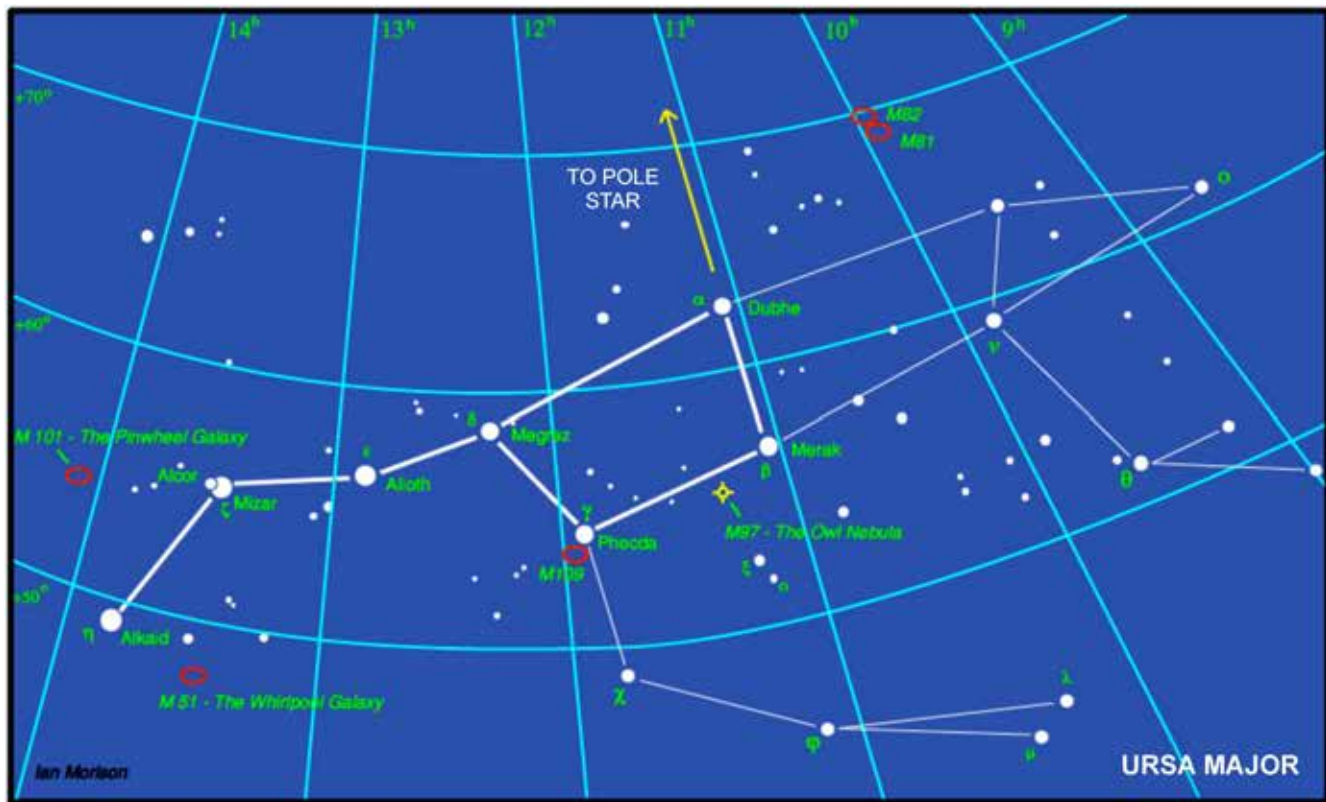 14ʰ
13ʰ
12ʰ
11ʰ
10ʰ
9ʰ
+70°
M82
M81
TO POLE
STAR
ο
α
Dubhe
+60°
ν
δ
Megrez
M 101 - The Pinwheel Galaxy
ε
Alcor
Mizar
ζ
Alioth
Merak
β
θ
γ
Phecda
M97 - The Owl Nebula
M109
ξ
+50°
η
Alkaid
M 51 - The Whirlpool Galaxy
χ
λ
φ
μ
Ian Morison
URSA MAJOR